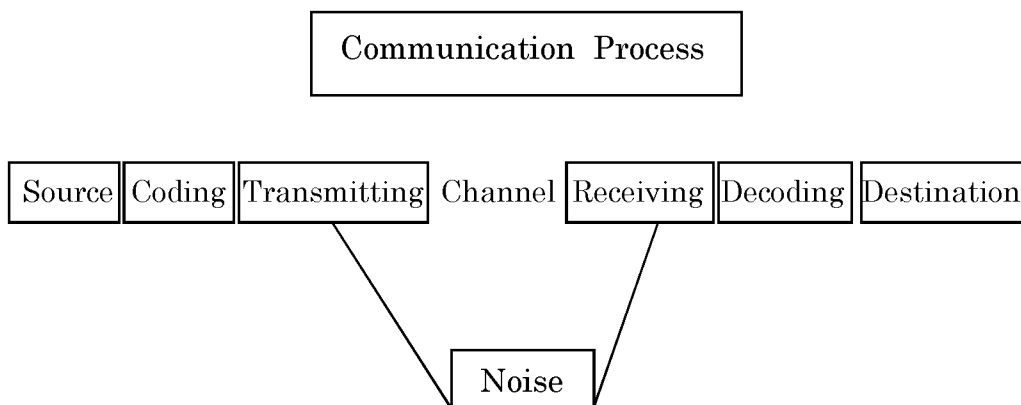 Communication Process
Source Coding Transmitting Channel Receiving Decoding Destination
Noise